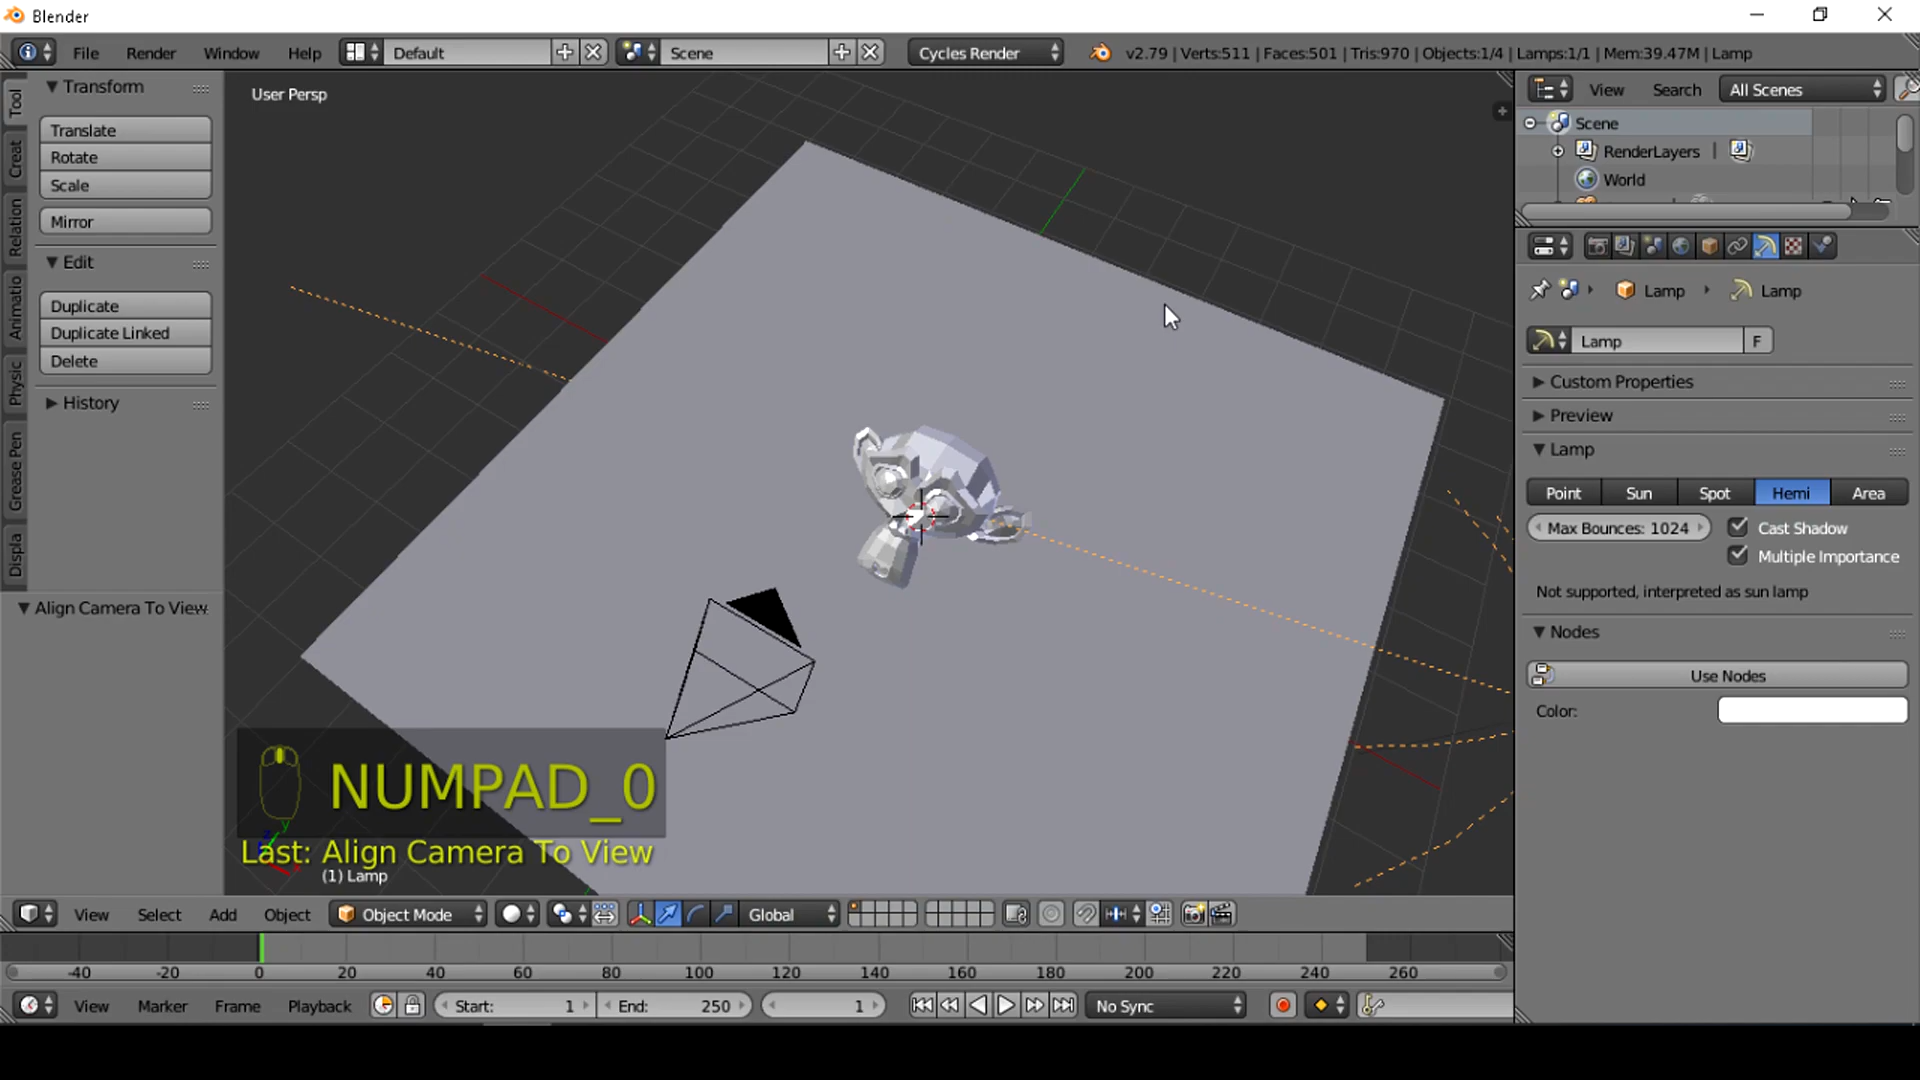 Blender
File Render Window Help Default Scene Cycles Render v2.79 | Verts:511 | Faces:501 | Tris:970 | Objects:1/4 | Lamps:1/1 | Mem:39.47M | Lamp
Tool
Creat
Relation
Animatio
Physic
Grease Pen
Displa
Transform
Translate
Rotate
Scale
Mirror
Edit
Duplicate
Duplicate Linked
Delete
History
Align Camera To View
User Persp
NUMPAD_0
Last: Align Camera To View
(1) Lamp
View Search All Scenes
Scene
RenderLayers |
World
Lamp Lamp
Lamp F
Custom Properties
Preview
Lamp
Point Sun Spot Hemi Area
Max Bounces: 1024 Cast Shadow
Multiple Importance
Not supported, interpreted as sun lamp
Nodes
Use Nodes
Color:
View Select Add Object Object Mode Global
-40 -20 0 20 40 60 80 100 120 140 160 180 200 220 240 260
View Marker Frame Playback Start: 1 End: 250 1 No Sync